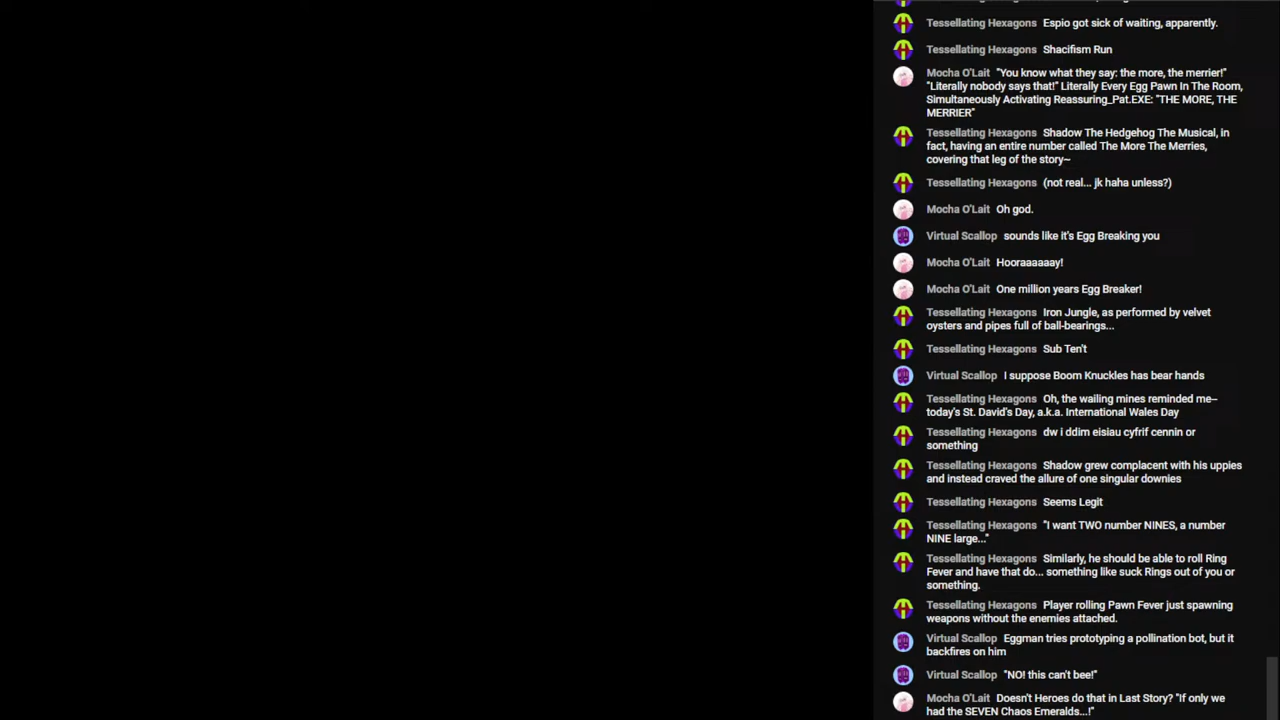 Tessellating Hexagons Espio got sick of waiting, apparently.
Tessellating Hexagons Shacifism Run
Mocha O'Lait "You know what they say: the more, the merrier!"
"Literally nobody says that!" Literally Every Egg Pawn In The Room,
Simultaneously Activating Reassuring_Pat.EXE: "THE MORE, THE
MERRIER"
Tessellating Hexagons Shadow The Hedgehog The Musical, in
fact, having an entire number called The More The Merries,
covering that leg of the story~
Tessellating Hexagons (not real... jk haha unless?)
Mocha O'Lait Oh god.
Virtual Scallop sounds like it's Egg Breaking you
Mocha O'Lait Hooraaaaaay!
Mocha O'Lait One million years Egg Breaker!
Tessellating Hexagons Iron Jungle, as performed by velvet
oysters and pipes full of ball-bearings...
Tessellating Hexagons Sub Ten't
Virtual Scallop I suppose Boom Knuckles has bear hands
Tessellating Hexagons Oh, the wailing mines reminded me–
today's St. David's Day, a.k.a. International Wales Day
Tessellating Hexagons dw i ddim eisiau cyfrif cennin or
something
Tessellating Hexagons Shadow grew complacent with his uppies
and instead craved the allure of one singular downies
Tessellating Hexagons Seems Legit
Tessellating Hexagons "I want TWO number NINES, a number
NINE large..."
Tessellating Hexagons Similarly, he should be able to roll Ring
Fever and have that do... something like suck Rings out of you or
something.
Tessellating Hexagons Player rolling Pawn Fever just spawning
weapons without the enemies attached.
Virtual Scallop Eggman tries prototyping a pollination bot, but it
backfires on him
Virtual Scallop "NO! this can't bee!"
Mocha O'Lait Doesn't Heroes do that in Last Story? "If only we
had the SEVEN Chaos Emeralds...!"